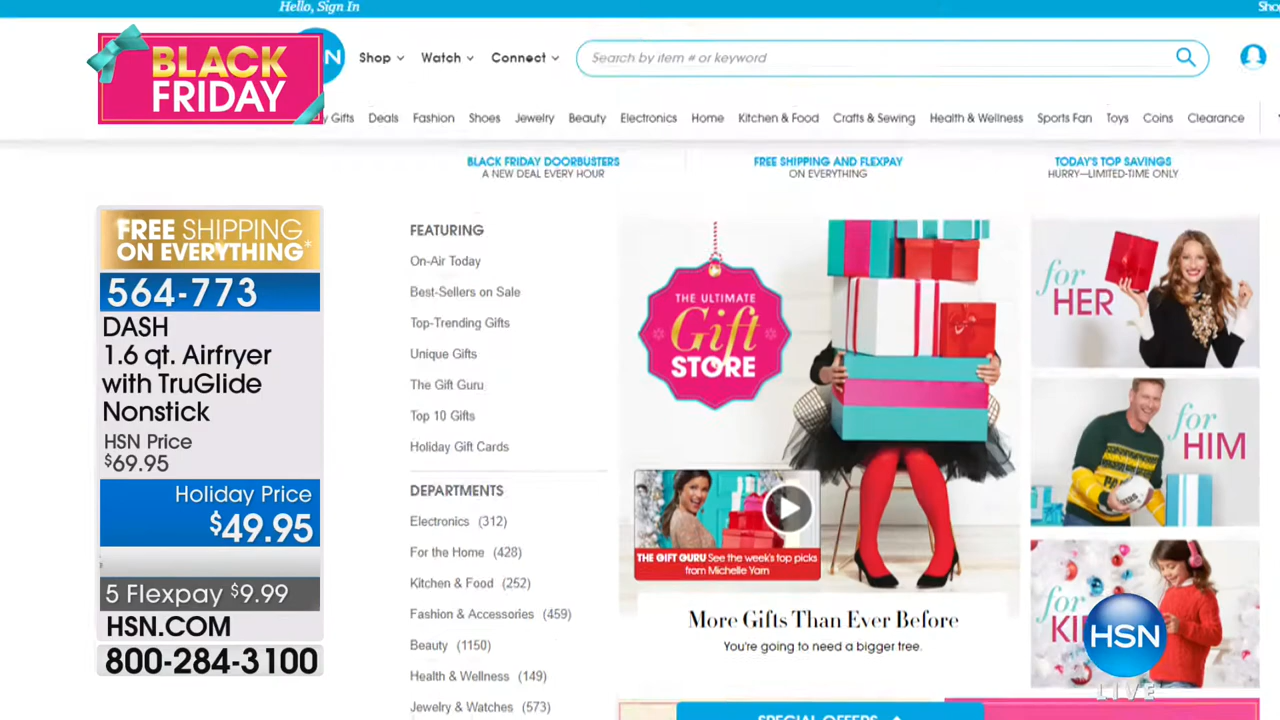 Hello, Sign In
BLACK
FRIDAY
Shop
Watch
Connect
Search by item # or keyword
Gifts
Deals
Fashion
Shoes
Jewelry
Beauty
Electronics
Home
Kitchen & Food
Crafts & Sewing
Health & Wellness
Sports Fan
Toys
Coins
Clearance
BLACK FRIDAY DOORBUSTERS
A NEW DEAL EVERY HOUR
FREE SHIPPING AND FLEXPAY
ON EVERYTHING
TODAY'S TOP SAVINGS
HURRY—LIMITED-TIME ONLY
FREE SHIPPING
ON EVERYTHING*
564-773
DASH
1.6 qt. Airfryer
with TruGlide
Nonstick
HSN Price
$69.95
Holiday Price
$49.95
5 Flexpay $9.99
HSN.COM
800-284-3100
FEATURING
On-Air Today
Best-Sellers on Sale
Top-Trending Gifts
Unique Gifts
The Gift Guru
Top 10 Gifts
Holiday Gift Cards
DEPARTMENTS
Electronics (312)
For the Home (428)
Kitchen & Food (252)
Fashion & Accessories (459)
Beauty (1150)
Health & Wellness (149)
Jewelry & Watches (573)
THE ULTIMATE
Gift
STORE
THE GIFT GURU See the week's top picks
from Michelle Yarn
More Gifts Than Ever Before
You're going to need a bigger tree.
for
HER
for
HIM
for
HSN
LIVE
SPECIAL OFFERS